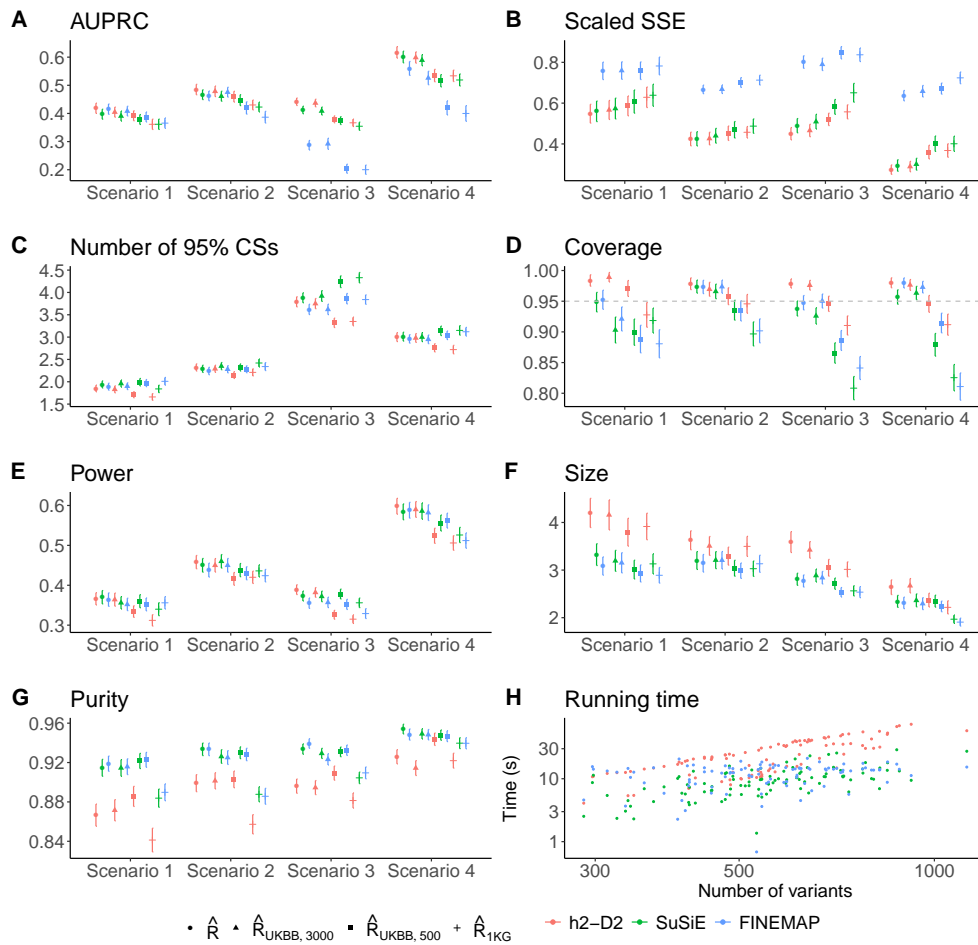 A AUPRC
0.6
0.5
0.4
0.3
0.2
Scenario 1 Scenario 2 Scenario 3 Scenario 4
B Scaled SSE
0.8
0.6
0.4
Scenario 1 Scenario 2 Scenario 3 Scenario 4
C Number of 95% CSs
4.5
4.0
3.5
3.0
2.5
2.0
1.5
Scenario 1 Scenario 2 Scenario 3 Scenario 4
D Coverage
1.00
0.95
0.90
0.85
0.80
Scenario 1 Scenario 2 Scenario 3 Scenario 4
E Power
0.6
0.5
0.4
0.3
Scenario 1 Scenario 2 Scenario 3 Scenario 4
F Size
4
3
2
Scenario 1 Scenario 2 Scenario 3 Scenario 4
G Purity
0.96
0.92
0.88
0.84
Scenario 1 Scenario 2 Scenario 3 Scenario 4
H Running time
Time (s)
30
10
3
1
300 500 1000
Number of variants
R̂ R̂UKBB, 3000 R̂UKBB, 500 R̂1KG h2−D2 SuSiE FINEMAP